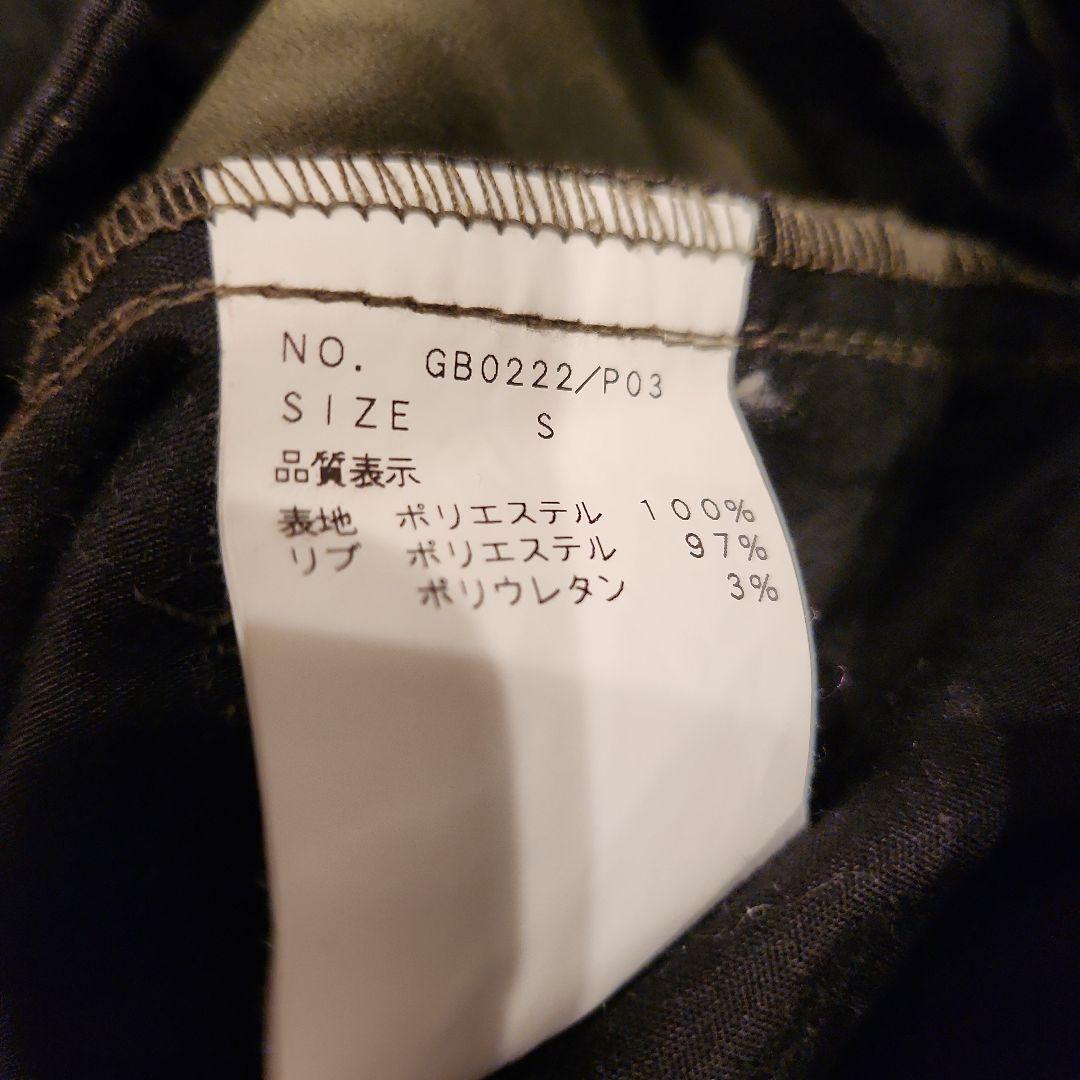 NO. GB0222/P03
SIZE S
品質表示
表地 ポリエステル 100%
リブ ポリエステル 97%
ポリウレタン 3%